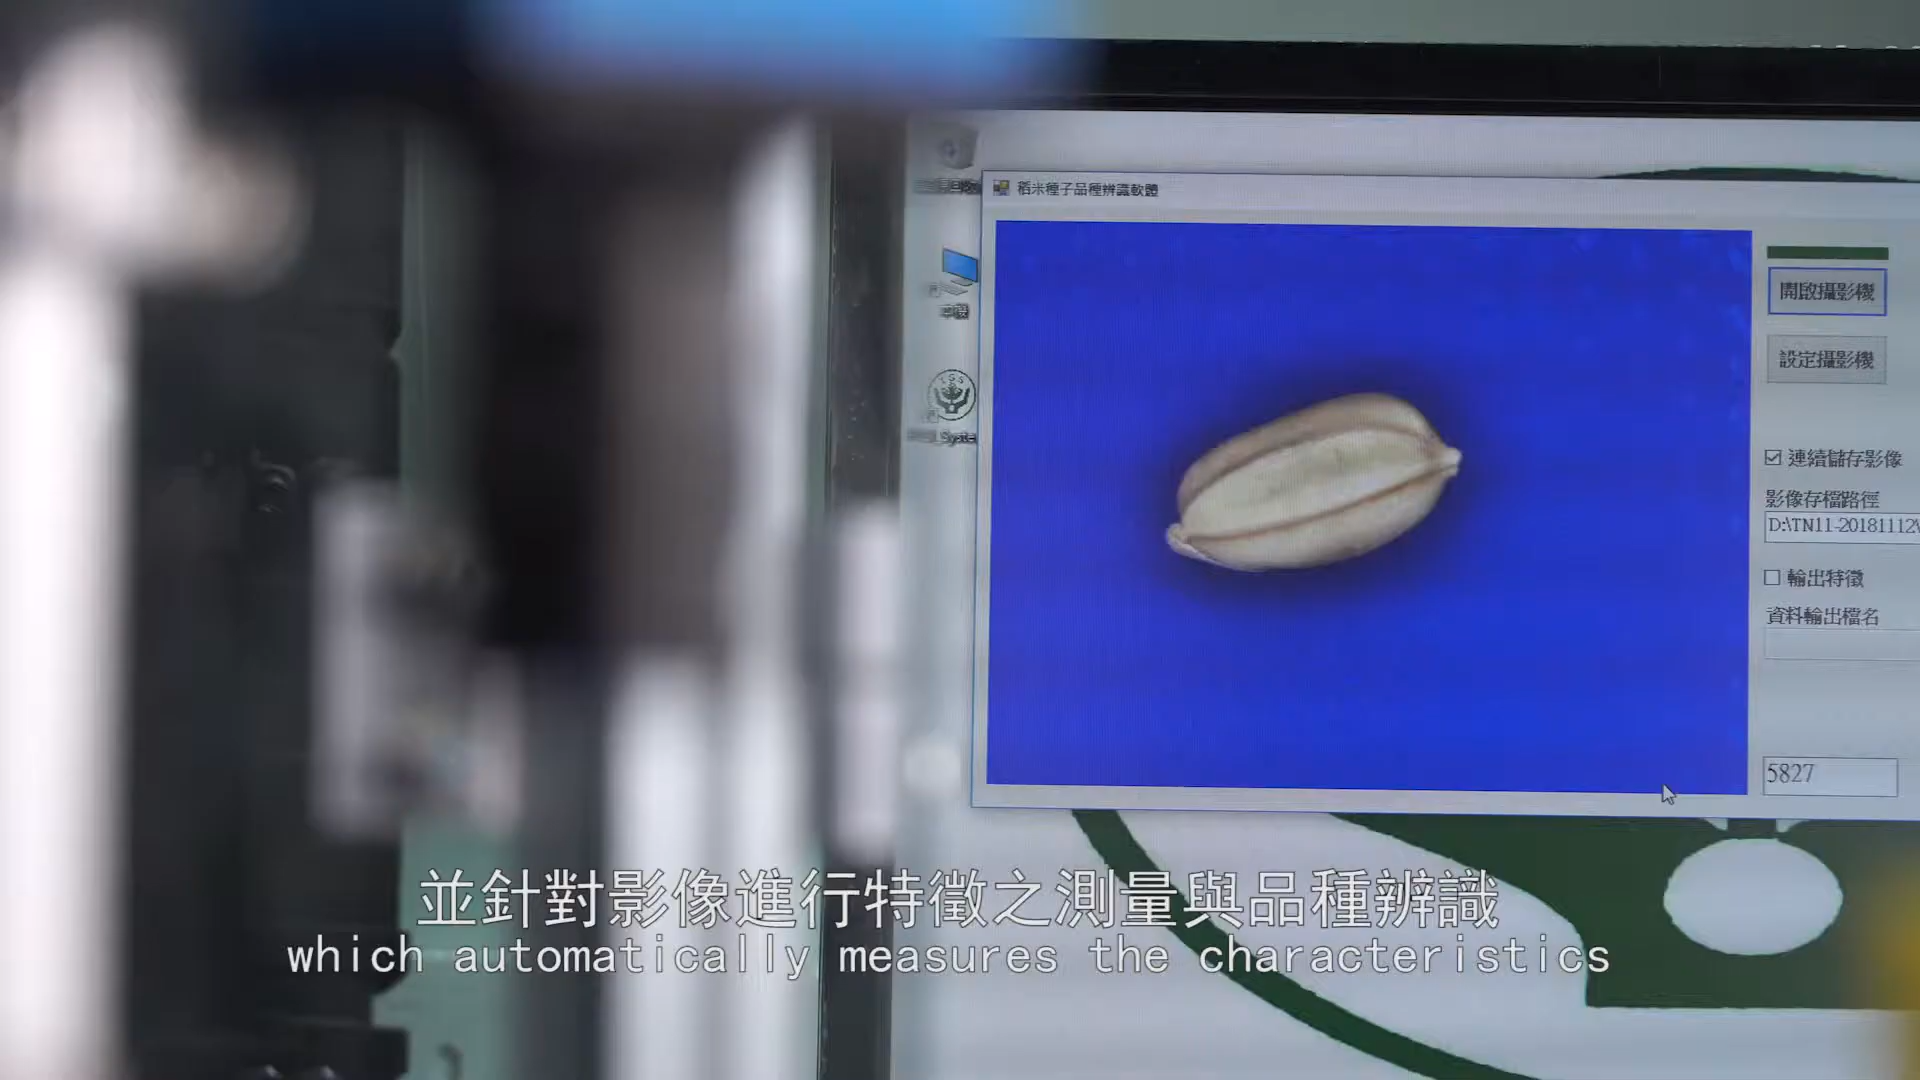 稻米種子品種辨識軟體
開啟攝影機
設定攝影機
本機
連續儲存影像
影像存檔路徑
D:\TN11-20181112\
輸出特徵
資料輸出檔名
5827
並針對影像進行特徵之測量與品種辨識
which automatically measures the characteristics